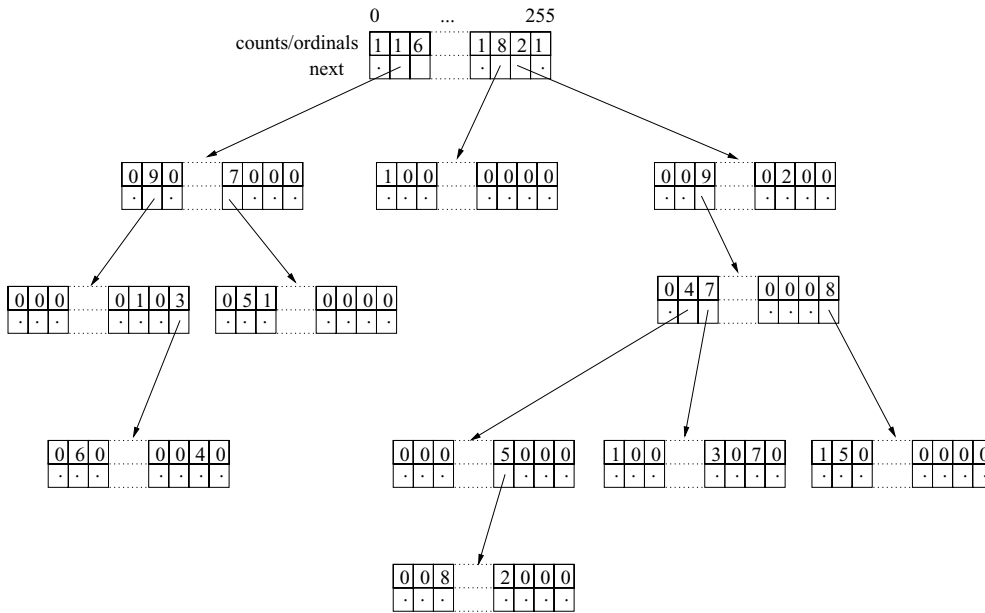 0 ... 255
counts/ordinals 1 1 6 1 8 2 1
next . . .
0 9 0 7 0 0 0 1 0 0 0 0 0 0 0 0 9 0 2 0 0
. . . . . . . . . . . . . . . . . .
0 0 0 0 1 0 3 0 5 1 0 0 0 0 0 4 7 0 0 0 8
. . . . . . . . . . . . . . . . .
0 6 0 0 0 4 0 0 0 0 5 0 0 0 1 0 0 3 0 7 0 1 5 0 0 0 0 0
. . . . . . . . . . . . . . . . . . . . . . . . . . .
0 0 8 2 0 0 0
. . . . . . .